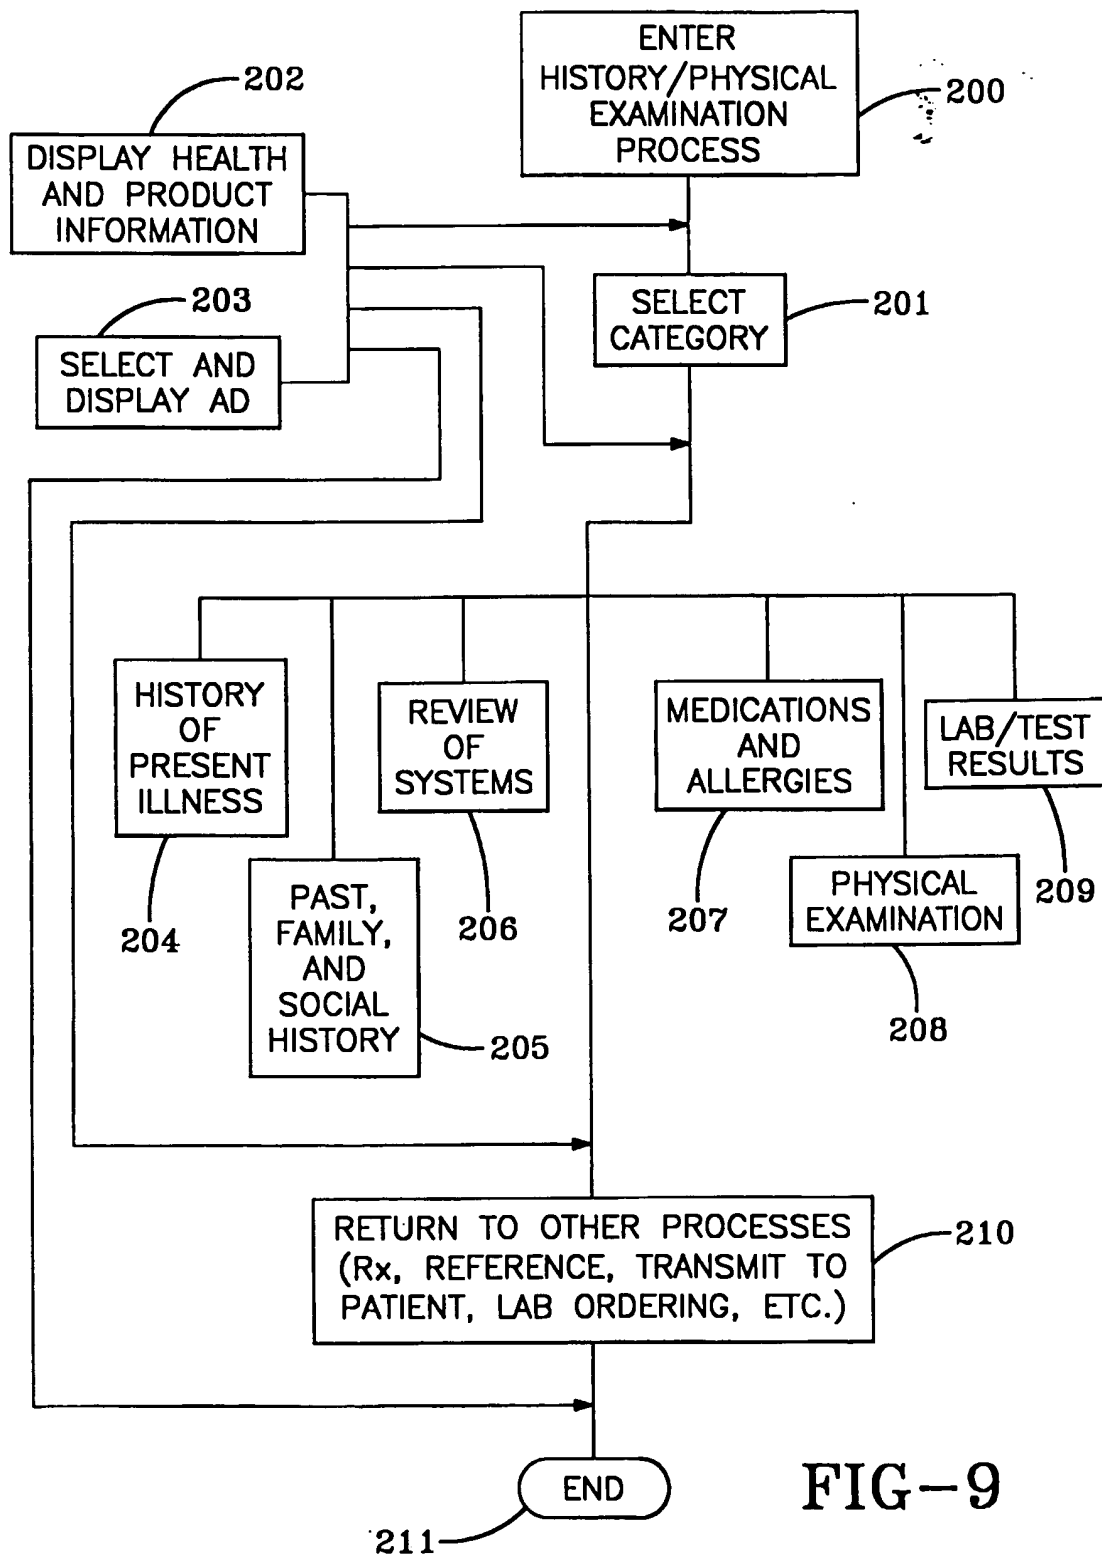 ENTER
HISTORY/PHYSICAL
EXAMINATION
PROCESS
200
202
DISPLAY HEALTH
AND PRODUCT
INFORMATION
203
SELECT AND
DISPLAY AD
SELECT
CATEGORY
201
HISTORY
OF
PRESENT
ILLNESS
204
PAST,
FAMILY,
AND
SOCIAL
HISTORY
205
REVIEW
OF
SYSTEMS
206
MEDICATIONS
AND
ALLERGIES
207
PHYSICAL
EXAMINATION
208
LAB/TEST
RESULTS
209
RETURN TO OTHER PROCESSES
(Rx, REFERENCE, TRANSMIT TO
PATIENT, LAB ORDERING, ETC.)
210
END
211
FIG-9